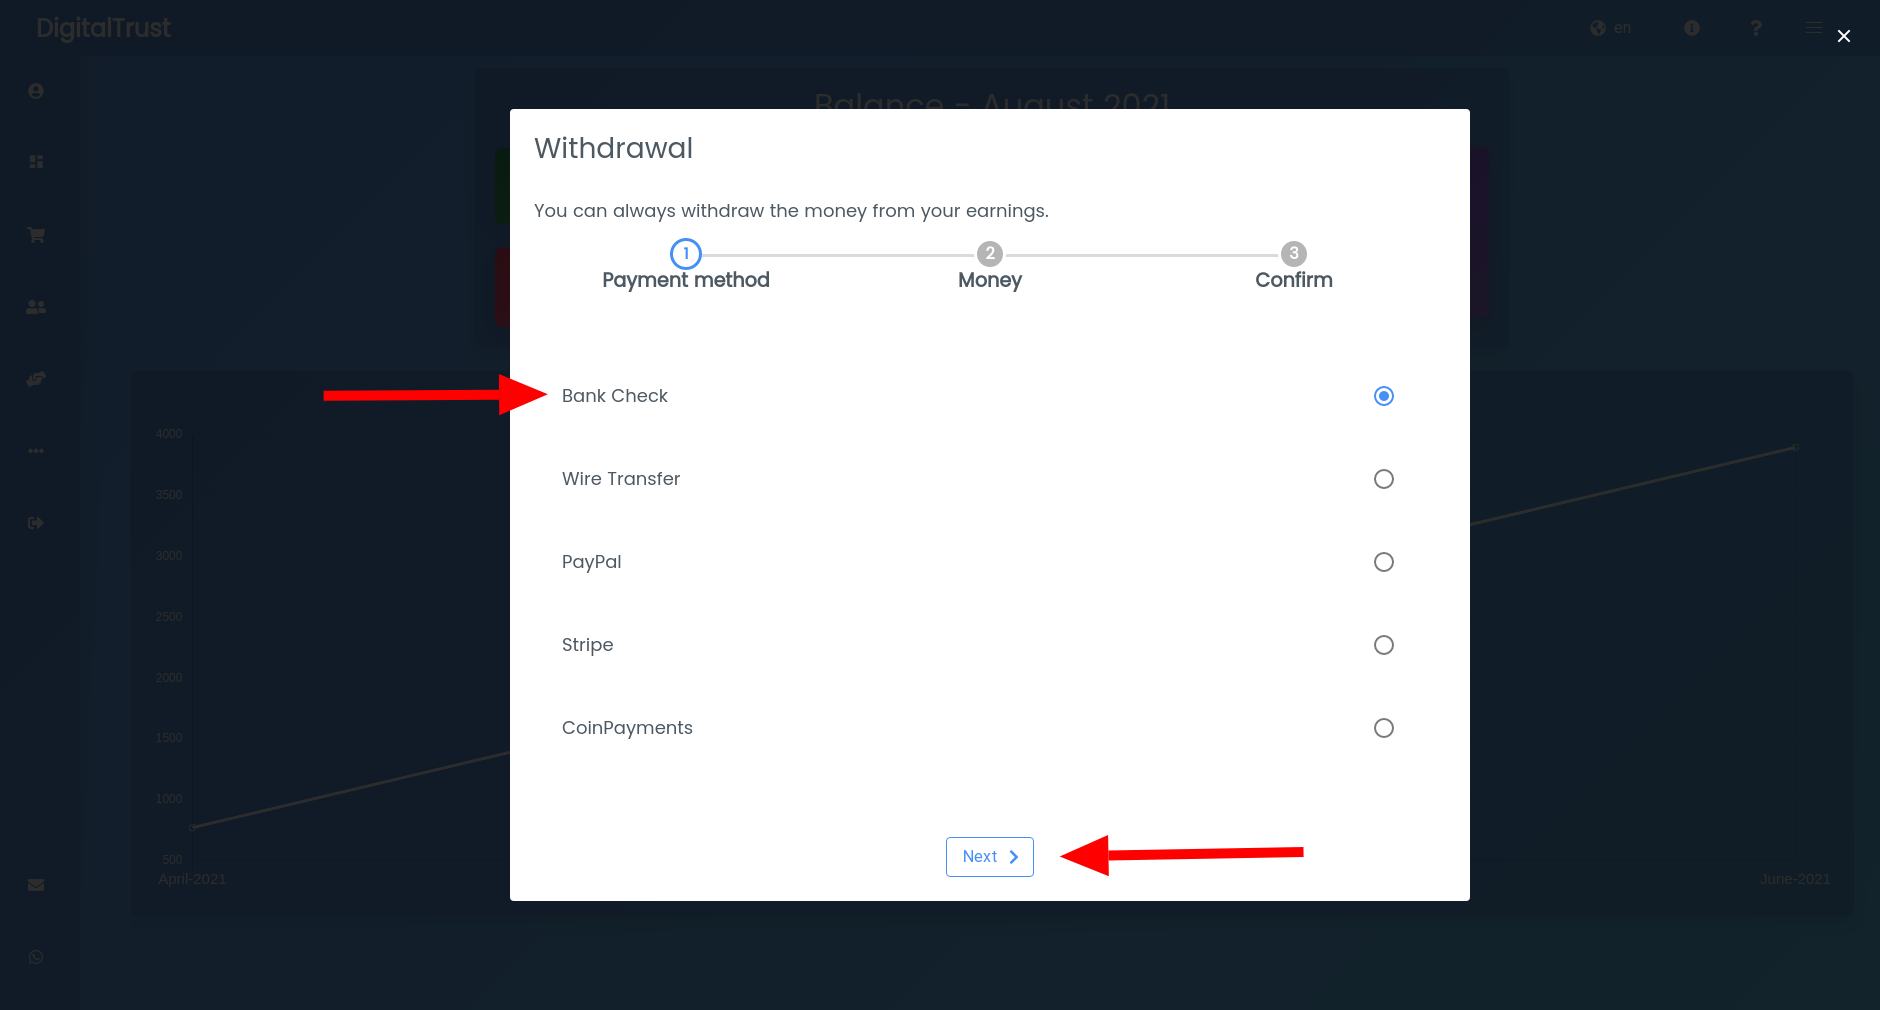 DigitalTrust
en
Balance - August 2021
Withdrawal
You can always withdraw the money from your earnings.
1
2
3
Payment method
Money
Confirm
Bank Check
Wire Transfer
PayPal
Stripe
CoinPayments
Next
4000
3500
3000
2500
2000
1500
1000
500
April-2021
June-2021